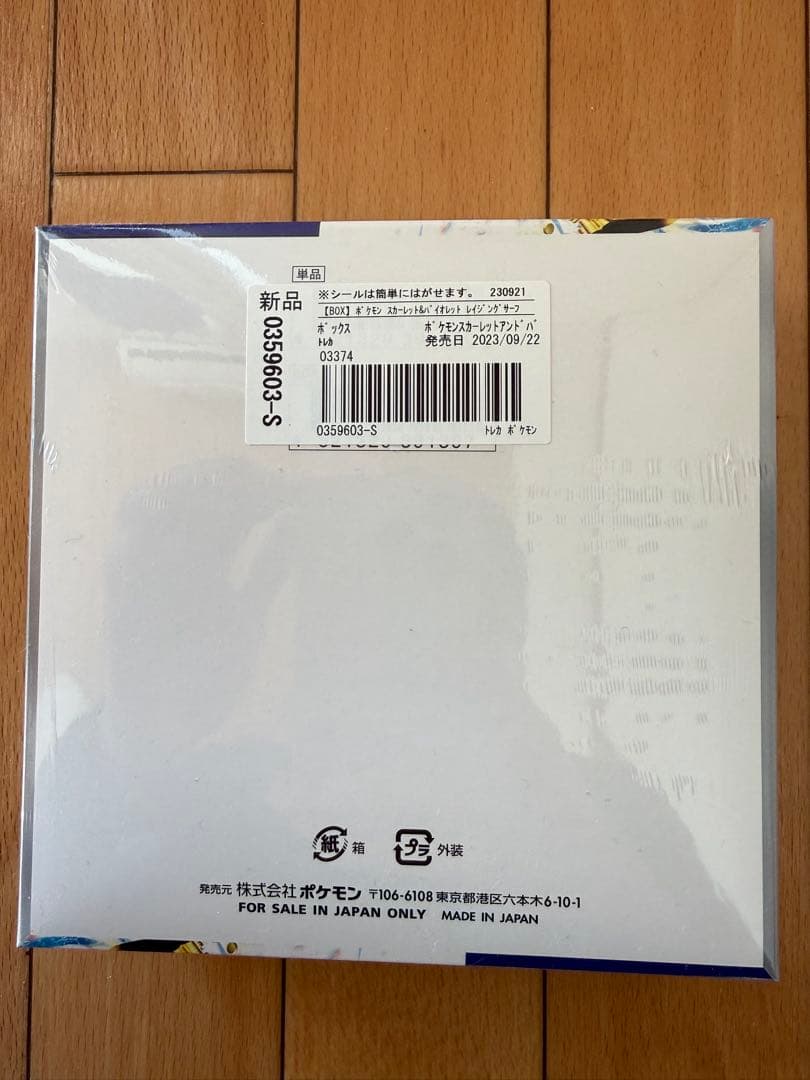 単品
新品
※シールは簡単にはがせます。 230921
【BOX】ﾎﾟｹﾓﾝ ｽｶｰﾚｯﾄ&ﾊﾞｲｵﾚｯﾄ ﾚｲｼﾞﾝｸﾞｻｰﾌ
ﾎﾞｯｸｽ ﾎﾟｹﾓﾝｽｶｰﾚｯﾄｱﾝﾄﾞﾊﾞ
ﾄﾚｶ 発売日 2023/09/22
03374
0359603-S
0359603-S ﾄﾚｶ ﾎﾟｹﾓﾝ
紙 箱 プラ 外装
発売元 株式会社ポケモン 〒106-6108 東京都港区六本木6-10-1
FOR SALE IN JAPAN ONLY MADE IN JAPAN